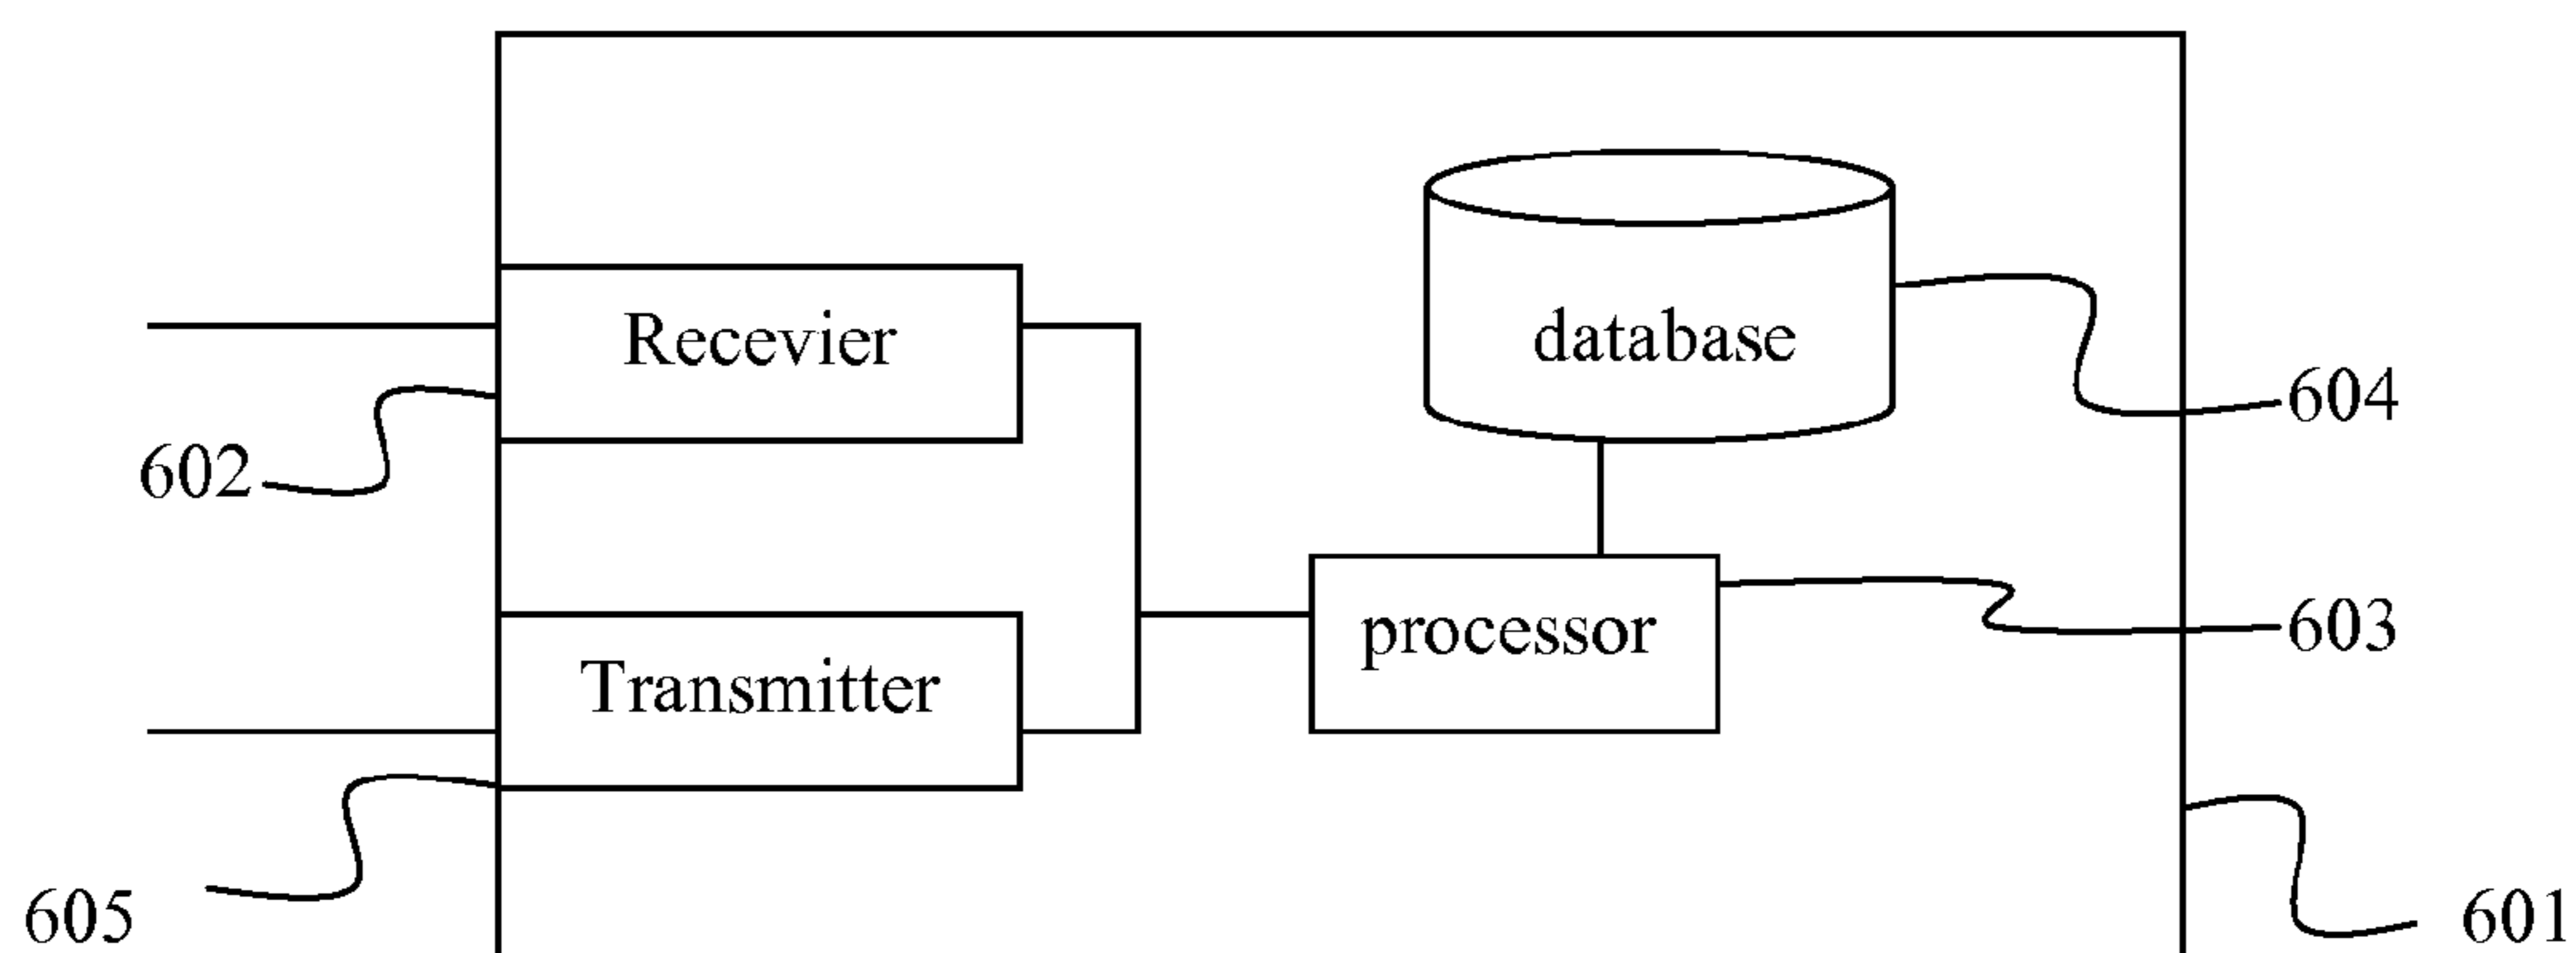 Recevier
database
604
602
processor
603
Transmitter
605
601